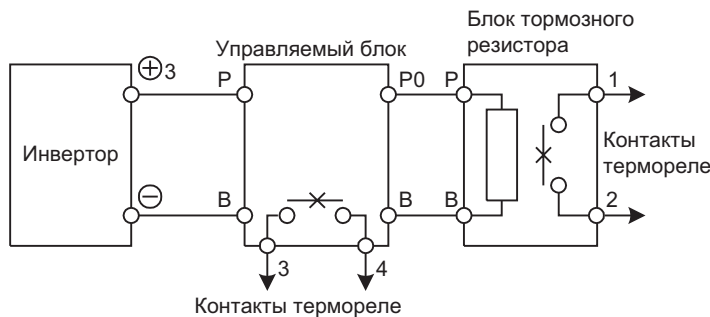 Блок тормозного
резистора
Управляемый блок
⊕3
P
P0
P
1
Инвертор
Контакты
термореле
⊖
B
B
B
2
3
4
Контакты термореле